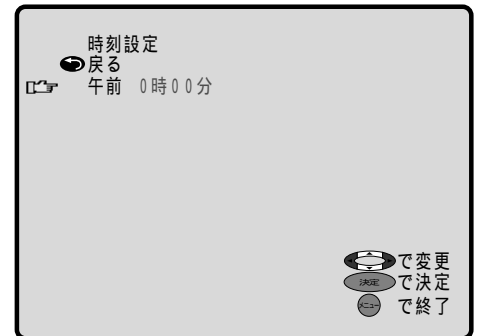 時刻設定
戻る
午前 0時00分
で変更
決定 で決定
メニュー で終了